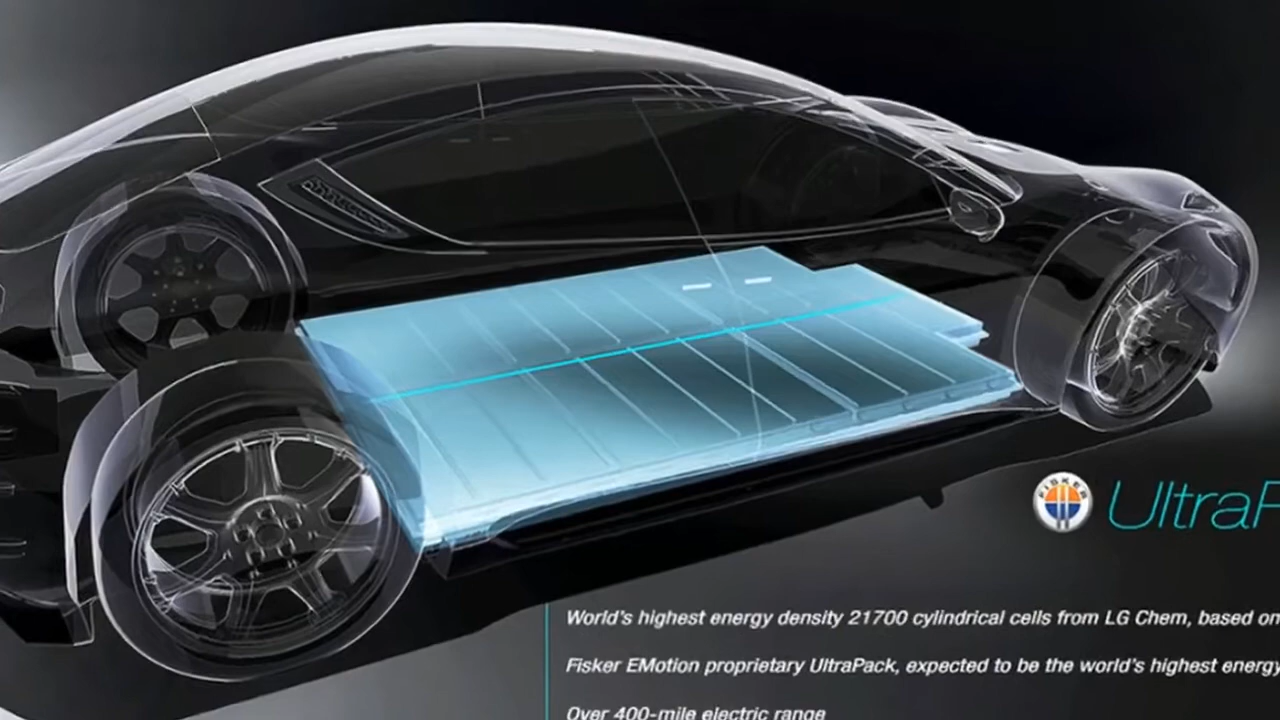 FISKER
UltraP
World's highest energy density 21700 cylindrical cells from LG Chem, based on
Fisker EMotion proprietary UltraPack, expected to be the world's highest energy
Over 400-mile electric range